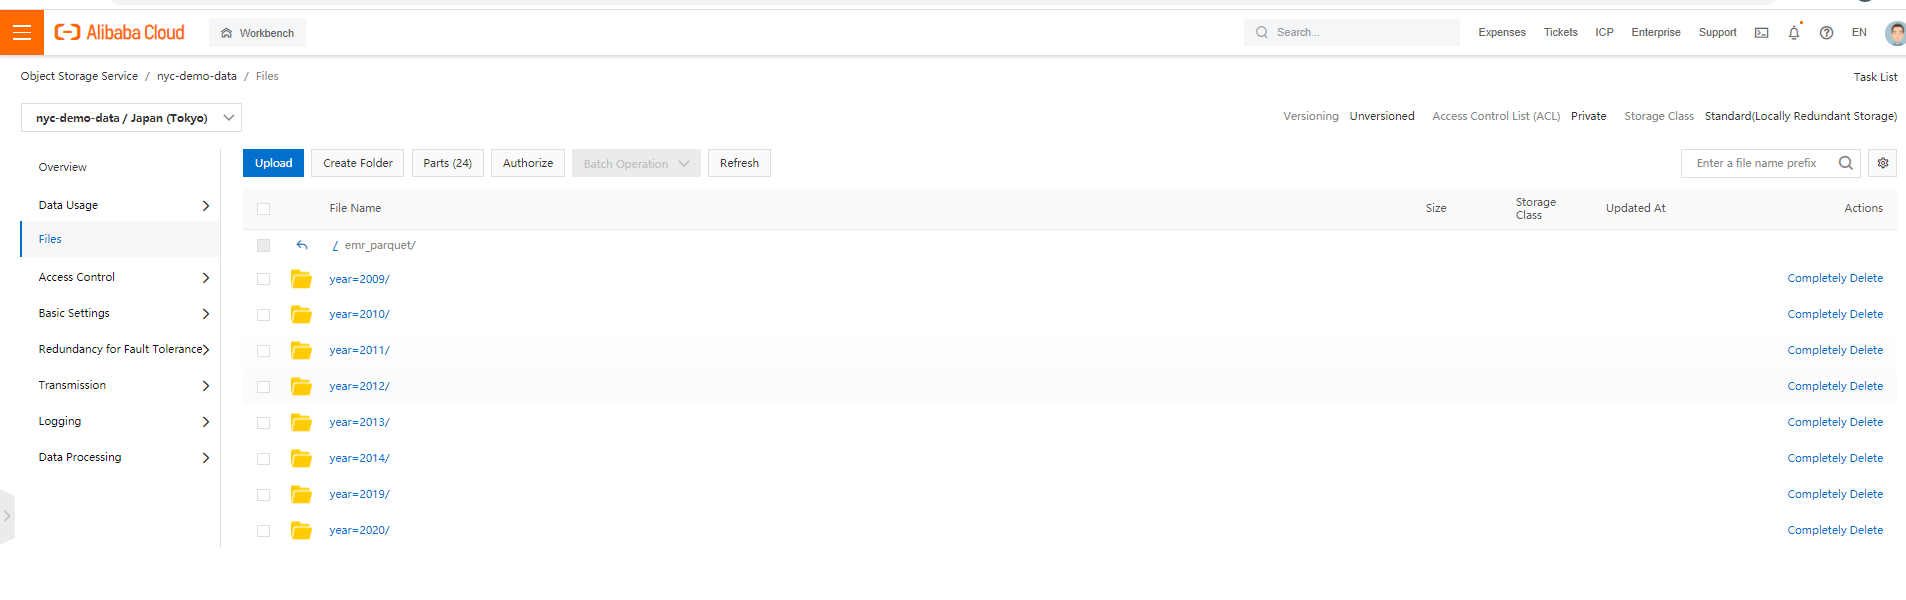 Alibaba Cloud Workbench Search... Expenses Tickets ICP Enterprise Support EN
Object Storage Service / nyc-demo-data / Files Task List
nyc-demo-data / Japan (Tokyo) Versioning Unversioned Access Control List (ACL) Private Storage Class Standard(Locally Redundant Storage)
Overview
Data Usage
Files
Access Control
Basic Settings
Redundancy for Fault Tolerance
Transmission
Logging
Data Processing
Upload Create Folder Parts (24) Authorize Batch Operation Refresh Enter a file name prefix
File Name Size Storage Class Updated At Actions
/ emr_parquet/
year=2009/ Completely Delete
year=2010/ Completely Delete
year=2011/ Completely Delete
year=2012/ Completely Delete
year=2013/ Completely Delete
year=2014/ Completely Delete
year=2019/ Completely Delete
year=2020/ Completely Delete